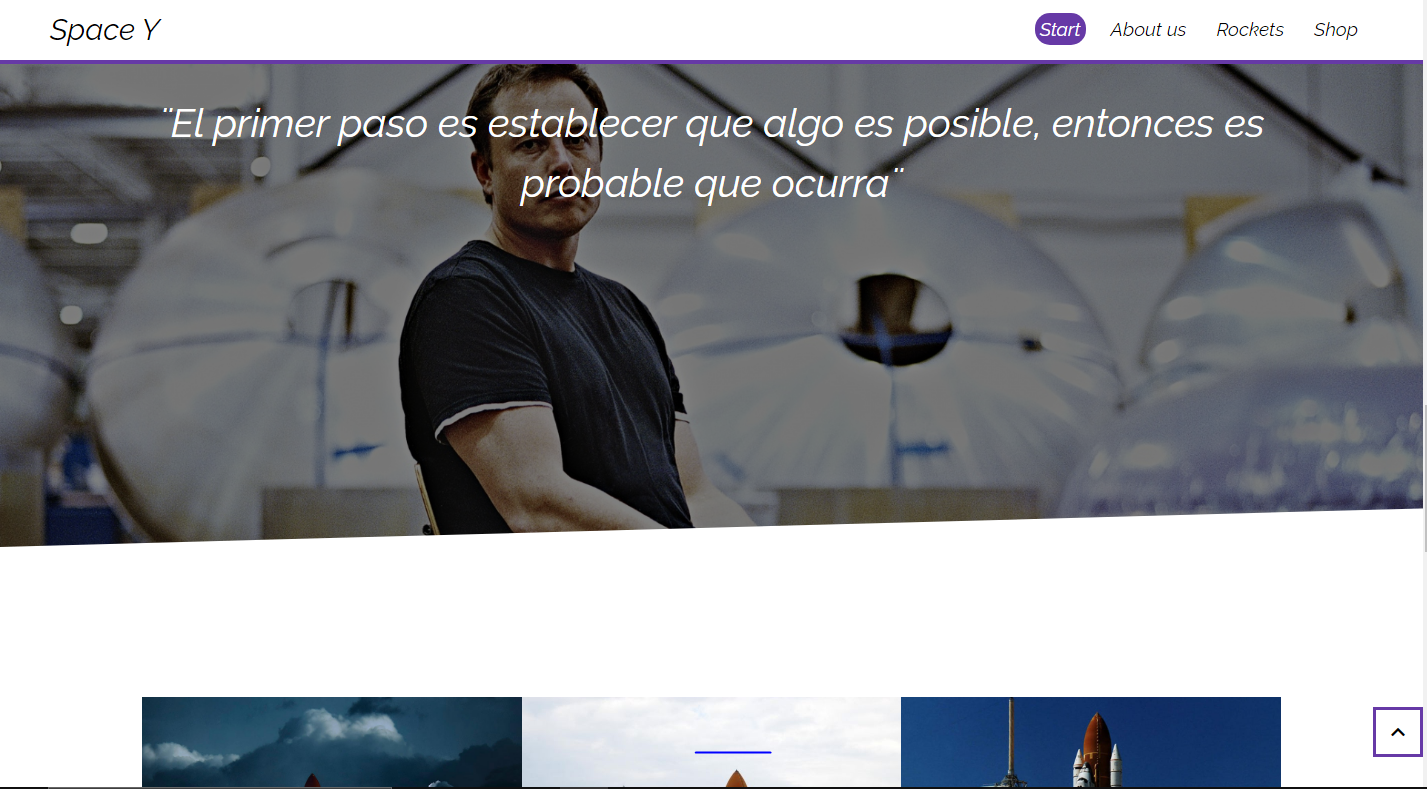 Space Y
Start About us Rockets Shop
¨El primer paso es establecer que algo es posible, entonces es
probable que ocurra¨